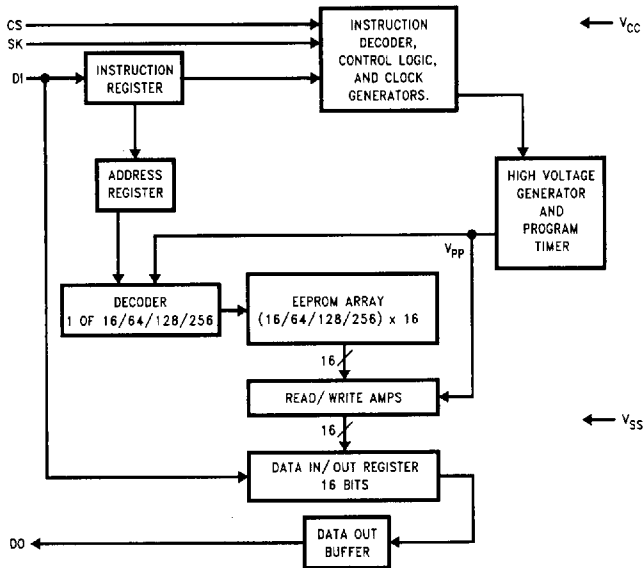 CS
SK
DI
INSTRUCTION
REGISTER
INSTRUCTION
DECODER,
CONTROL LOGIC,
AND CLOCK
GENERATORS.
VCC
ADDRESS
REGISTER
HIGH VOLTAGE
GENERATOR
AND
PROGRAM
TIMER
VPP
DECODER
1 OF 16/64/128/256
EEPROM ARRAY
(16/64/128/256) x 16
16
READ/WRITE AMPS
VSS
16
DATA IN/OUT REGISTER
16 BITS
DO
DATA OUT
BUFFER